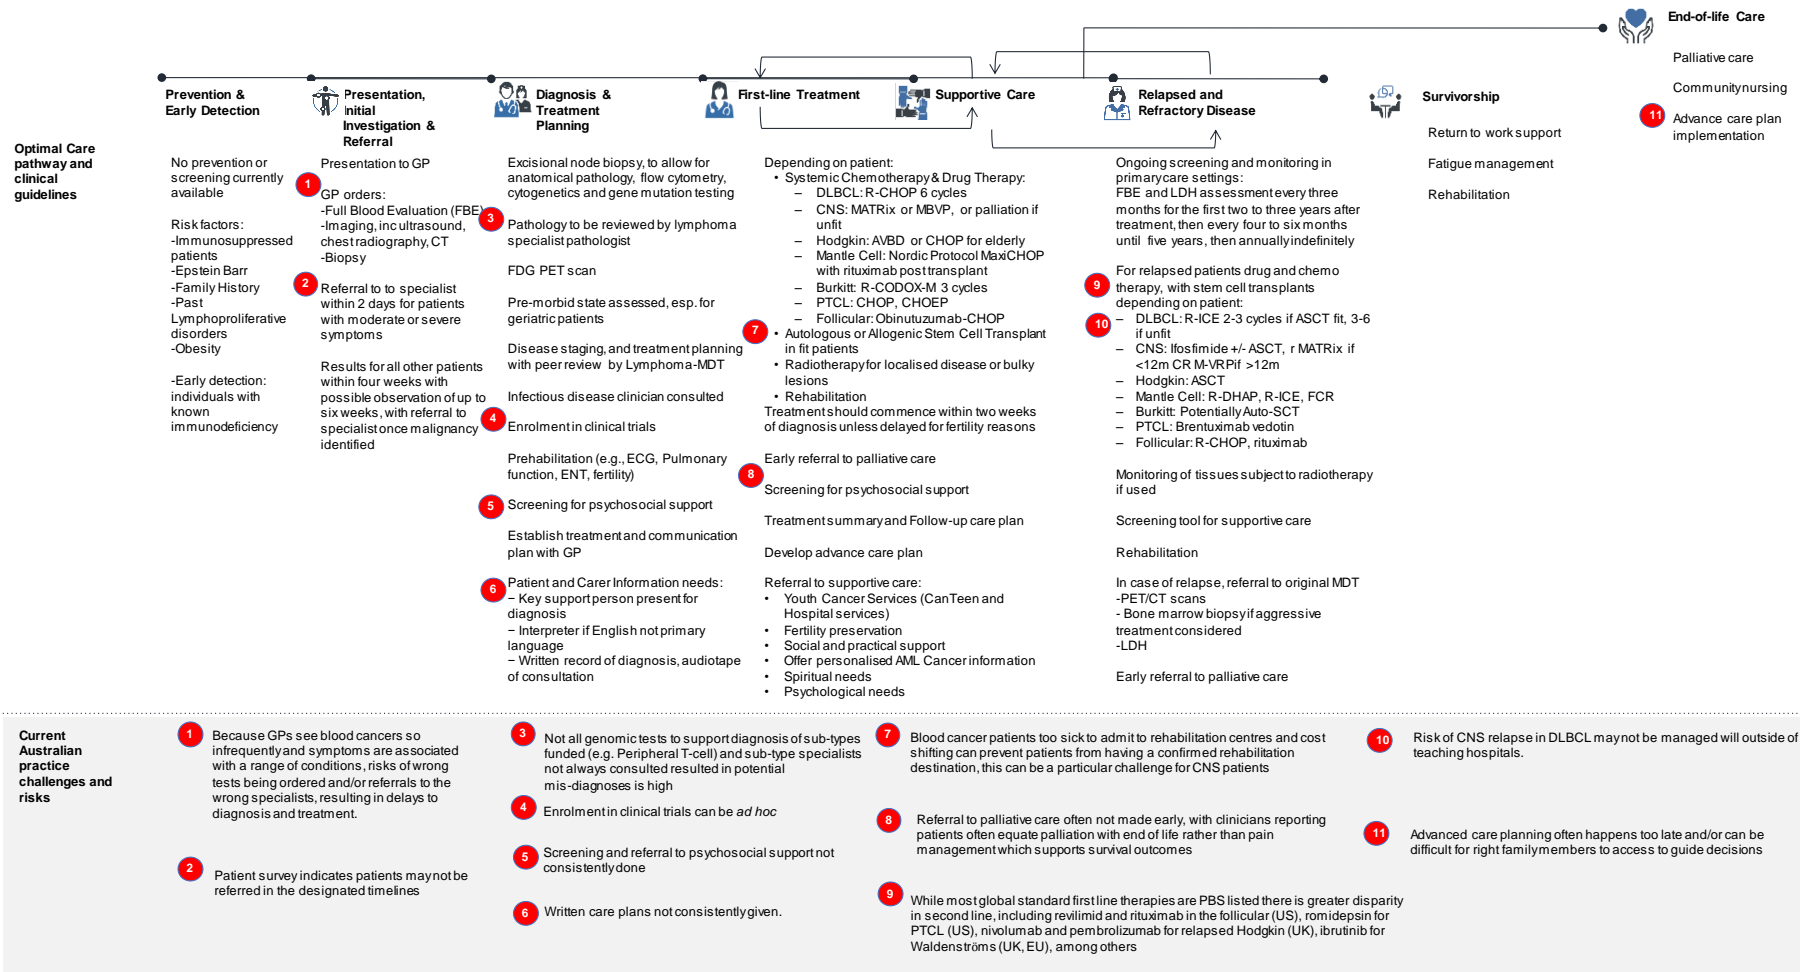 End-of-life Care
Palliative care
Community nursing
11
Advance care plan
implementation
Prevention &
Early Detection
Presentation,
Initial
Investigation &
Referral
Diagnosis &
Treatment
Planning
First-line Treatment
Supportive Care
Relapsed and
Refractory Disease
Survivorship
Return to work support
Fatigue management
Rehabilitation
Optimal Care
pathway and
clinical
guidelines
No prevention or
screening currently
available
Risk factors:
-Immunosuppressed
patients
-Epstein Barr
-Family History
-Past
Lymphoproliferative
disorders
-Obesity
-Early detection:
individuals with
known
immunodeficiency
Presentation to GP
1
GP orders:
-Full Blood Evaluation (FBE)
-Imaging, inc ultrasound,
chest radiography, CT
-Biopsy
2
Referral to to specialist
within 2 days for patients
with moderate or severe
symptoms
Results for all other patients
within four weeks with
possible observation of up to
six weeks, with referral to
specialist once malignancy
identified
Excisional node biopsy, to allow for
anatomical pathology, flow cytometry,
cytogenetics and gene mutation testing
3
Pathology to be reviewed by lymphoma
specialist pathologist
FDG PET scan
Pre-morbid state assessed, esp. for
geriatric patients
Disease staging, and treatment planning
with peer review by Lymphoma-MDT
Infectious disease clinician consulted
4
Enrolment in clinical trials
Prehabilitation (e.g., ECG, Pulmonary
function, ENT, fertility)
5
Screening for psychosocial support
Establish treatment and communication
plan with GP
6
Patient and Carer Information needs:
− Key support person present for
diagnosis
− Interpreter if English not primary
language
− Written record of diagnosis, audiotape
of consultation
Depending on patient:
• Systemic Chemotherapy & Drug Therapy:
– DLBCL: R-CHOP 6 cycles
– CNS: MATRix or MBVP, or palliation if
unfit
– Hodgkin: AVBD or CHOP for elderly
– Mantle Cell: Nordic Protocol MaxiCHOP
with rituximab post transplant
– Burkitt: R-CODOX-M 3 cycles
– PTCL: CHOP, CHOEP
– Follicular: Obinutuzumab-CHOP
7
• Autologous or Allogenic Stem Cell Transplant
in fit patients
• Radiotherapy for localised disease or bulky
lesions
• Rehabilitation
Treatment should commence within two weeks
of diagnosis unless delayed for fertility reasons
Early referral to palliative care
8
Screening for psychosocial support
Treatment summary and Follow-up care plan
Develop advance care plan
Referral to supportive care:
• Youth Cancer Services (CanTeen and
Hospital services)
• Fertility preservation
• Social and practical support
• Offer personalised AML Cancer information
• Spiritual needs
• Psychological needs
Ongoing screening and monitoring in
primary care settings:
FBE and LDH assessment every three
months for the first two to three years after
treatment, then every four to six months
until five years, then annually indefinitely
9
For relapsed patients drug and chemo
therapy, with stem cell transplants
depending on patient:
10
– DLBCL: R-ICE 2-3 cycles if ASCT fit, 3-6
if unfit
– CNS: Ifosfimide +/- ASCT, r MATRix if
<12m CR M-VRPif >12m
– Hodgkin: ASCT
– Mantle Cell: R-DHAP, R-ICE, FCR
– Burkitt: Potentially Auto-SCT
– PTCL: Brentuximab vedotin
– Follicular: R-CHOP, rituximab
Monitoring of tissues subject to radiotherapy
if used
Screening tool for supportive care
Rehabilitation
In case of relapse, referral to original MDT
-PET/CT scans
- Bone marrow biopsy if aggressive
treatment considered
-LDH
Early referral to palliative care
Current
Australian
practice
challenges and
risks
1
Because GPs see blood cancers so
infrequently and symptoms are associated
with a range of conditions, risks of wrong
tests being ordered and/or referrals to the
wrong specialists, resulting in delays to
diagnosis and treatment.
2
Patient survey indicates patients may not be
referred in the designated timelines
3
Not all genomic tests to support diagnosis of sub-types
funded (e.g. Peripheral T-cell) and sub-type specialists
not always consulted resulted in potential
mis-diagnoses is high
4
Enrolment in clinical trials can be ad hoc
5
Screening and referral to psychosocial support not
consistently done
6
Written care plans not consistently given.
7
Blood cancer patients too sick to admit to rehabilitation centres and cost
shifting can prevent patients from having a confirmed rehabilitation
destination, this can be a particular challenge for CNS patients
8
Referral to palliative care often not made early, with clinicians reporting
patients often equate palliation with end of life rather than pain
management which supports survival outcomes
9
While most global standard first line therapies are PBS listed there is greater disparity
in second line, including revilimid and rituximab in the follicular (US), romidepsin for
PTCL (US), nivolumab and pembrolizumab for relapsed Hodgkin (UK), ibrutinib for
Waldenströms (UK, EU), among others
10
Risk of CNS relapse in DLBCL may not be managed will outside of
teaching hospitals.
11
Advanced care planning often happens too late and/or can be
difficult for right family members to access to guide decisions